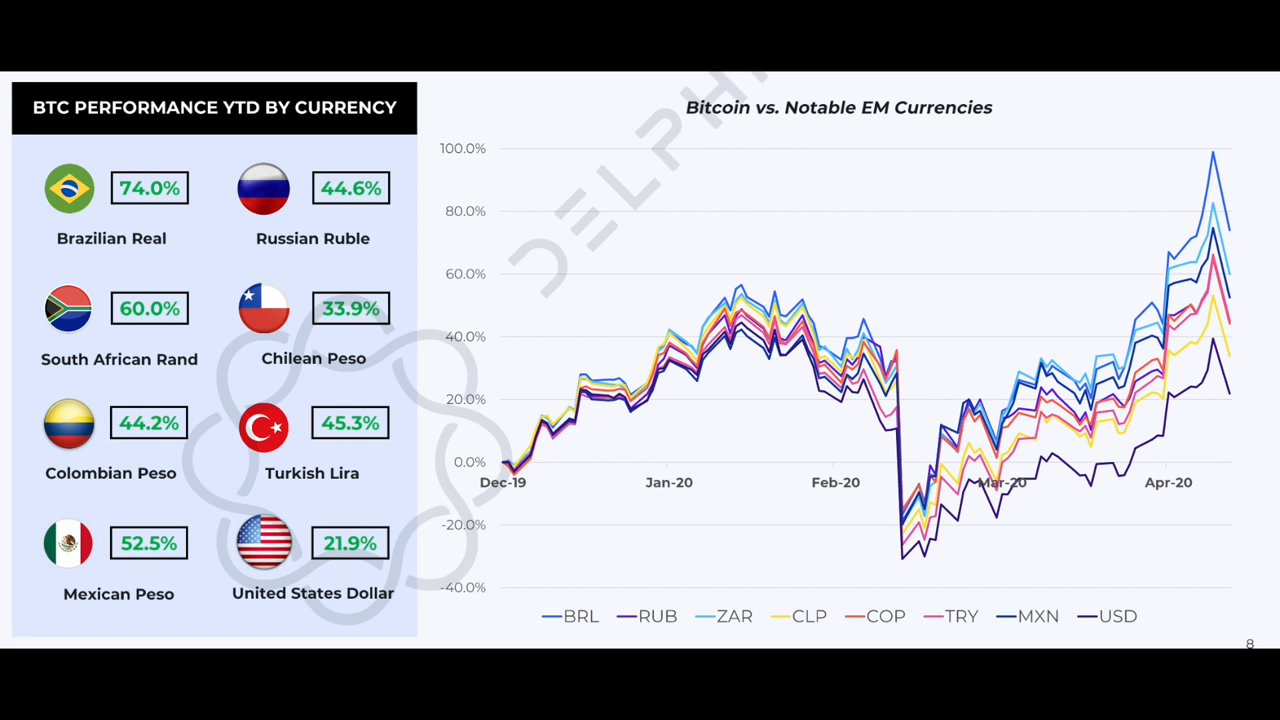 BTC PERFORMANCE YTD BY CURRENCY
74.0%
44.6%
Brazilian Real
Russian Ruble
60.0%
33.9%
South African Rand
Chilean Peso
44.2%
45.3%
Colombian Peso
Turkish Lira
52.5%
21.9%
Mexican Peso
United States Dollar
DELPHI
Bitcoin vs. Notable EM Currencies
100.0%
80.0%
60.0%
40.0%
20.0%
0.0%
-20.0%
-40.0%
Dec-19 Jan-20 Feb-20 Mar-20 Apr-20
BRL RUB ZAR CLP COP TRY MXN USD
8